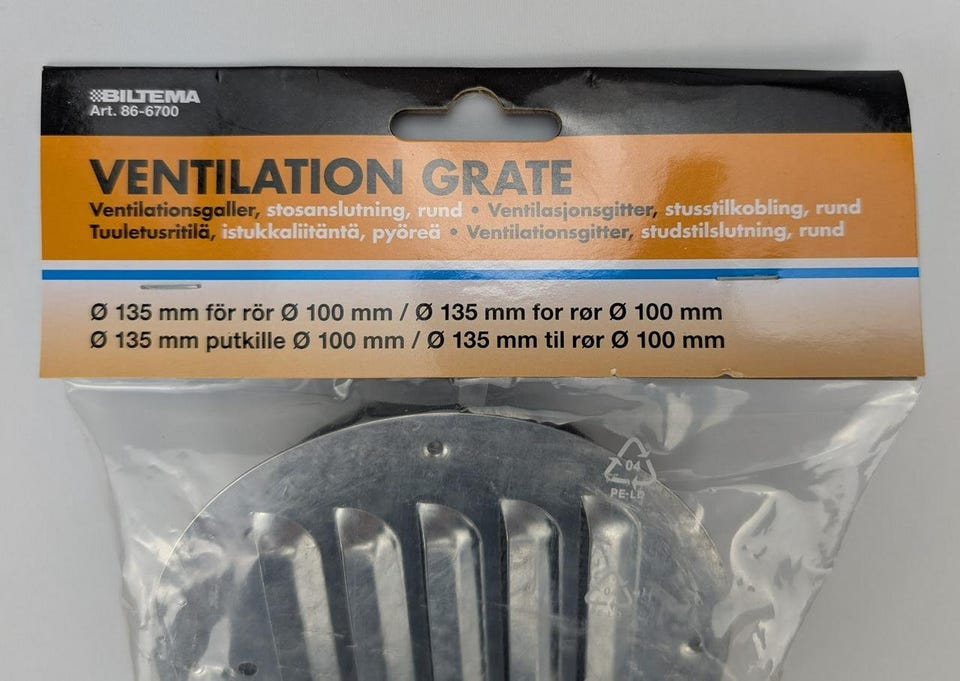 BILTEMA
Art. 86-6700
VENTILATION GRATE
Ventilationsgaller, stosanslutning, rund • Ventilasjonsgitter, stusstilkobling, rund
Tuuletusritilä, istukkaliitäntä, pyöreä • Ventilationsgitter, studstilslutning, rund
Ø 135 mm för rör Ø 100 mm / Ø 135 mm for rør Ø 100 mm
Ø 135 mm putkille Ø 100 mm / Ø 135 mm til rør Ø 100 mm
04
PE-LD